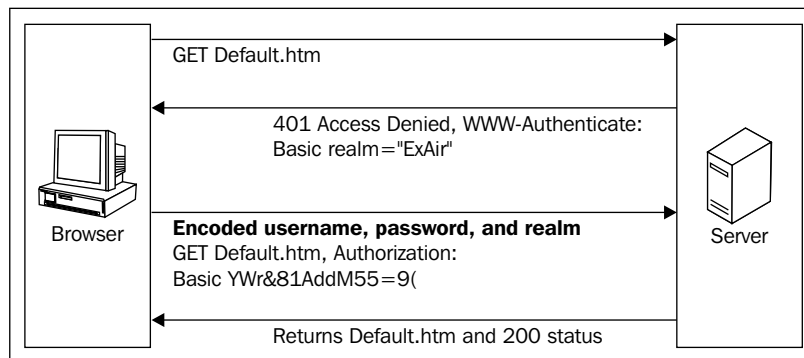 GET Default.htm
401 Access Denied, WWW-Authenticate:
Basic realm="ExAir"
Encoded username, password, and realm
GET Default.htm, Authorization:
Basic YWr&81AddM55=9(
Returns Default.htm and 200 status
Browser
Server